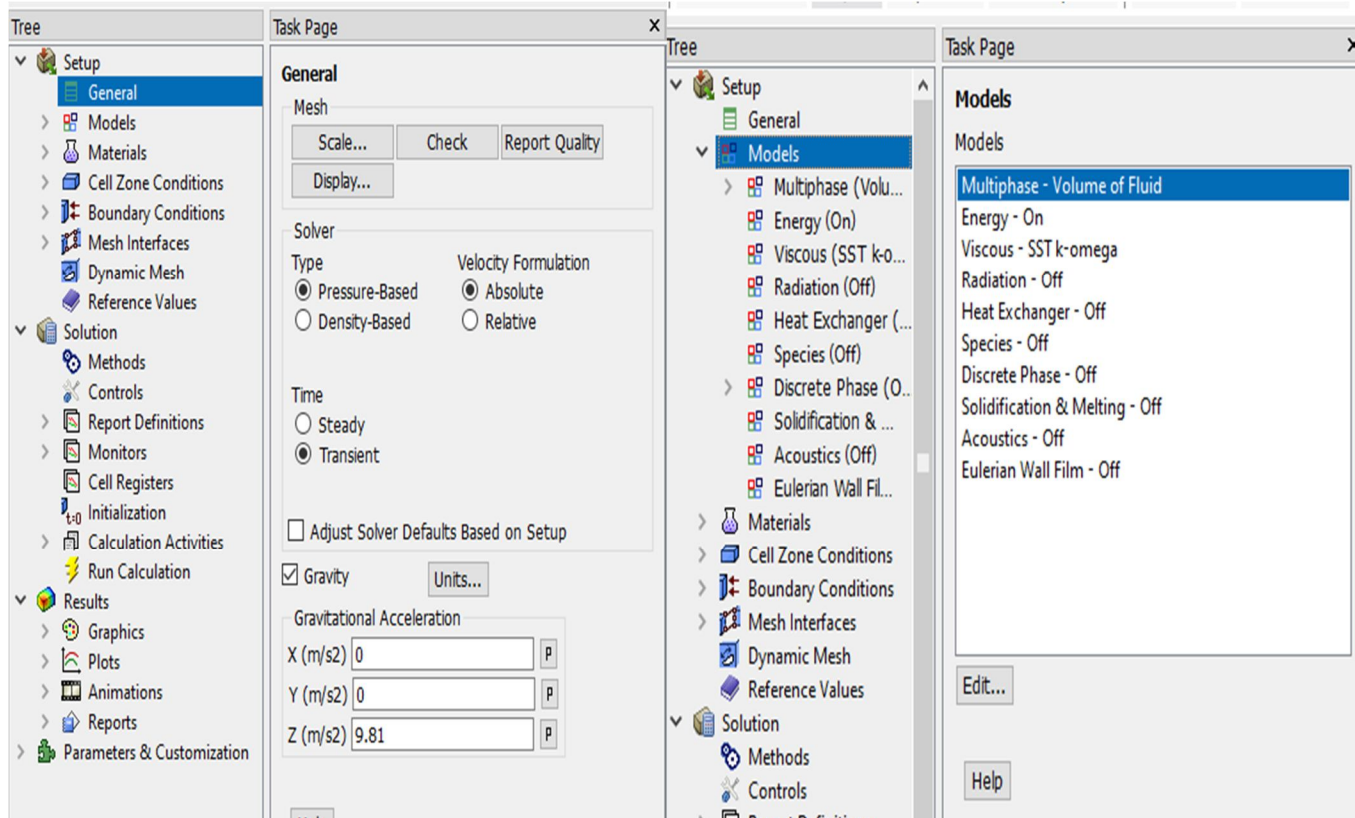 Tree
Setup
General
Models
Materials
Cell Zone Conditions
Boundary Conditions
Mesh Interfaces
Dynamic Mesh
Reference Values
Solution
Methods
Controls
Report Definitions
Monitors
Cell Registers
t=0 Initialization
Calculation Activities
Run Calculation
Results
Graphics
Plots
Animations
Reports
Parameters & Customization
Task Page X
General
Mesh
Scale... Check Report Quality
Display...
Solver
Type Velocity Formulation
Pressure-Based Absolute
Density-Based Relative
Time
Steady
Transient
Adjust Solver Defaults Based on Setup
Gravity Units...
Gravitational Acceleration
X (m/s2) 0 P
Y (m/s2) 0 P
Z (m/s2) 9.81 P
Tree
Setup
General
Models
Multiphase (Volu...
Energy (On)
Viscous (SST k-o...
Radiation (Off)
Heat Exchanger (...
Species (Off)
Discrete Phase (O...
Solidification & ...
Acoustics (Off)
Eulerian Wall Fil...
Materials
Cell Zone Conditions
Boundary Conditions
Mesh Interfaces
Dynamic Mesh
Reference Values
Solution
Methods
Controls
Task Page X
Models
Models
Multiphase - Volume of Fluid
Energy - On
Viscous - SST k-omega
Radiation - Off
Heat Exchanger - Off
Species - Off
Discrete Phase - Off
Solidification & Melting - Off
Acoustics - Off
Eulerian Wall Film - Off
Edit...
Help